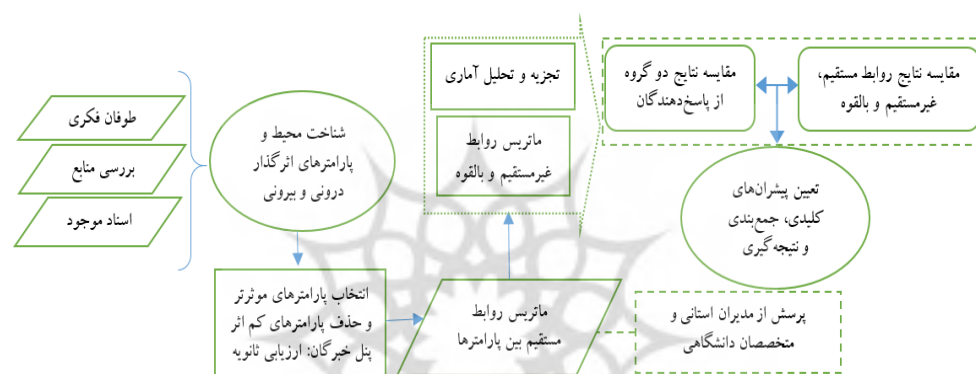 طوفان فکری
بررسی منابع
اسناد موجود
شناخت محیط و
پارامترهای اثرگذار
درونی و بیرونی
انتخاب پارامترهای موثرتر
و حذف پارامترهای کم اثر
پنل خبرگان: ارزیابی ثانویه
ماتریس روابط
مستقیم بین پارامترها
پرسش از مدیران استانی و
متخصصان دانشگاهی
ماتریس روابط
غیرمستقیم و بالقوه
تجزیه و تحلیل آماری
مقایسه نتایج دو گروه
از پاسخ‌دهندگان
مقایسه نتایج روابط مستقیم،
غیرمستقیم و بالقوه
تعیین پیشران‌های
کلیدی، جمع‌بندی
و نتیجه‌گیری